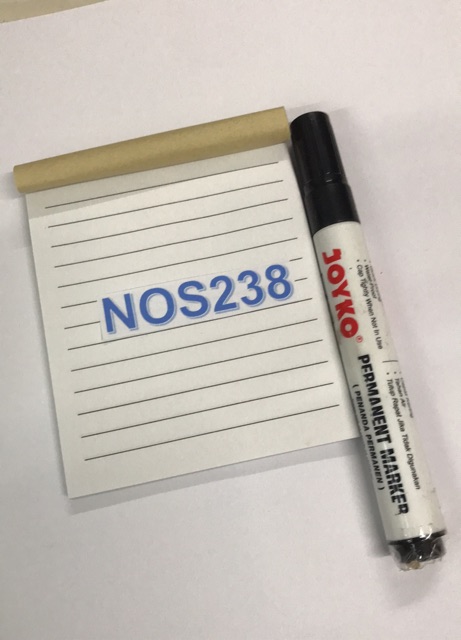 NOS238
JOYKO®
PERMANENT MARKER
( PENANDA PERMANEN )
Cap Tightly When Not In Use
Tutup Rapat Jika Tidak Digunakan